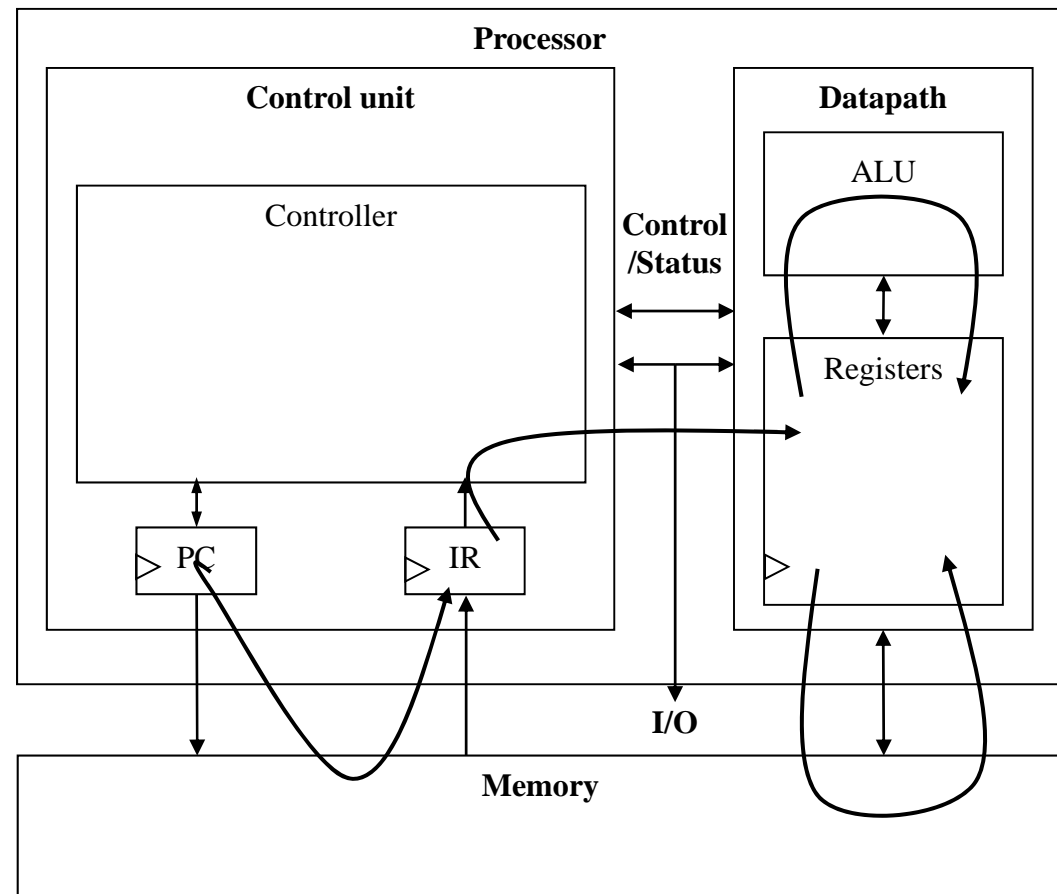 Processor
Control unit
Datapath
ALU
Controller
Control
/Status
Registers
PC
IR
I/O
Memory